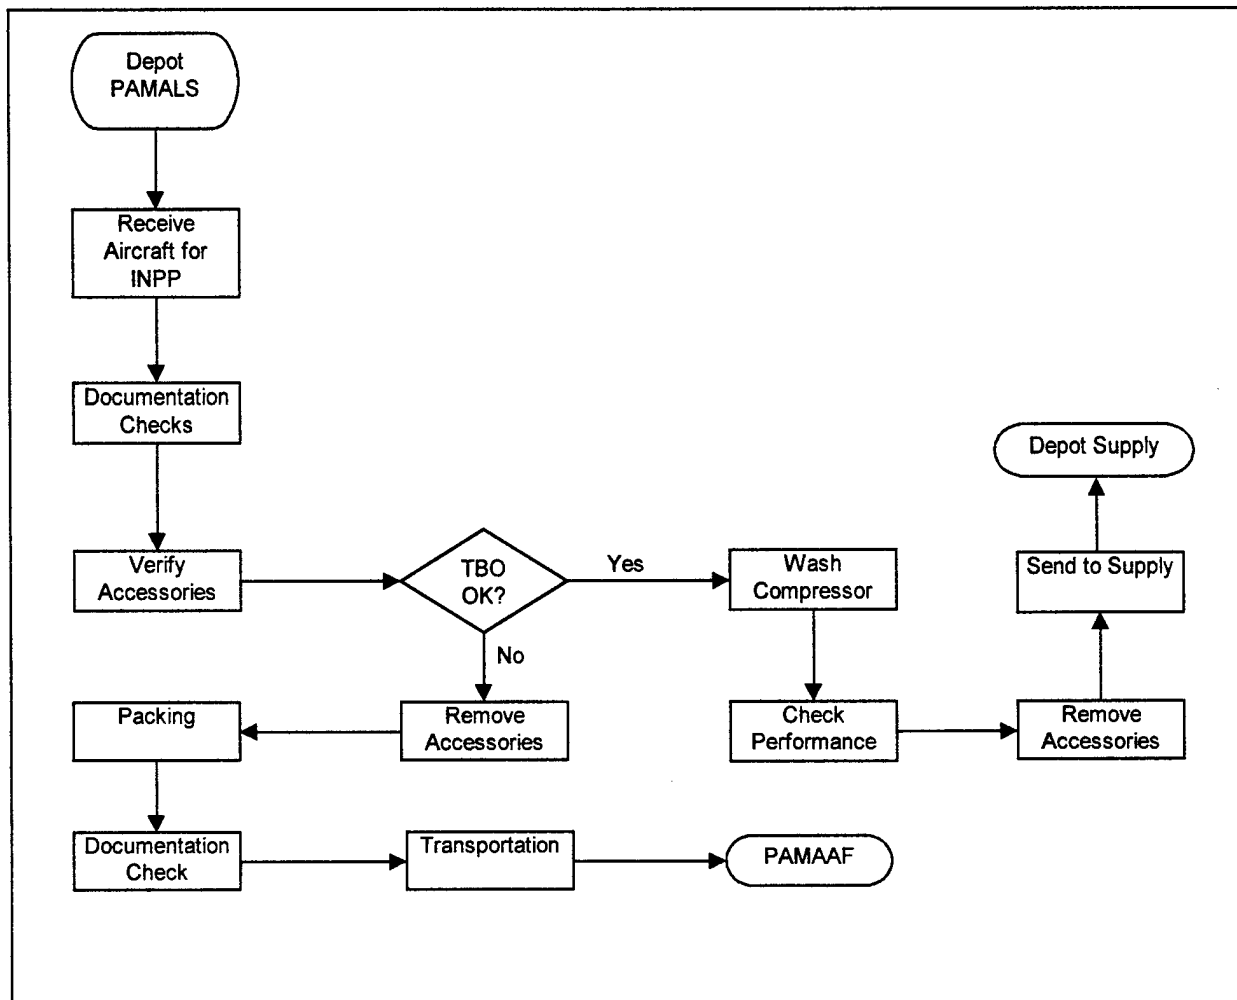 Depot
PAMALS
Receive
Aircraft for
INPP
Documentation
Checks
Depot Supply
Verify
Accessories
TBO
OK?
Yes
Wash
Compressor
Send to Supply
No
Packing
Remove
Accessories
Check
Performance
Remove
Accessories
Documentation
Check
Transportation
PAMAAF